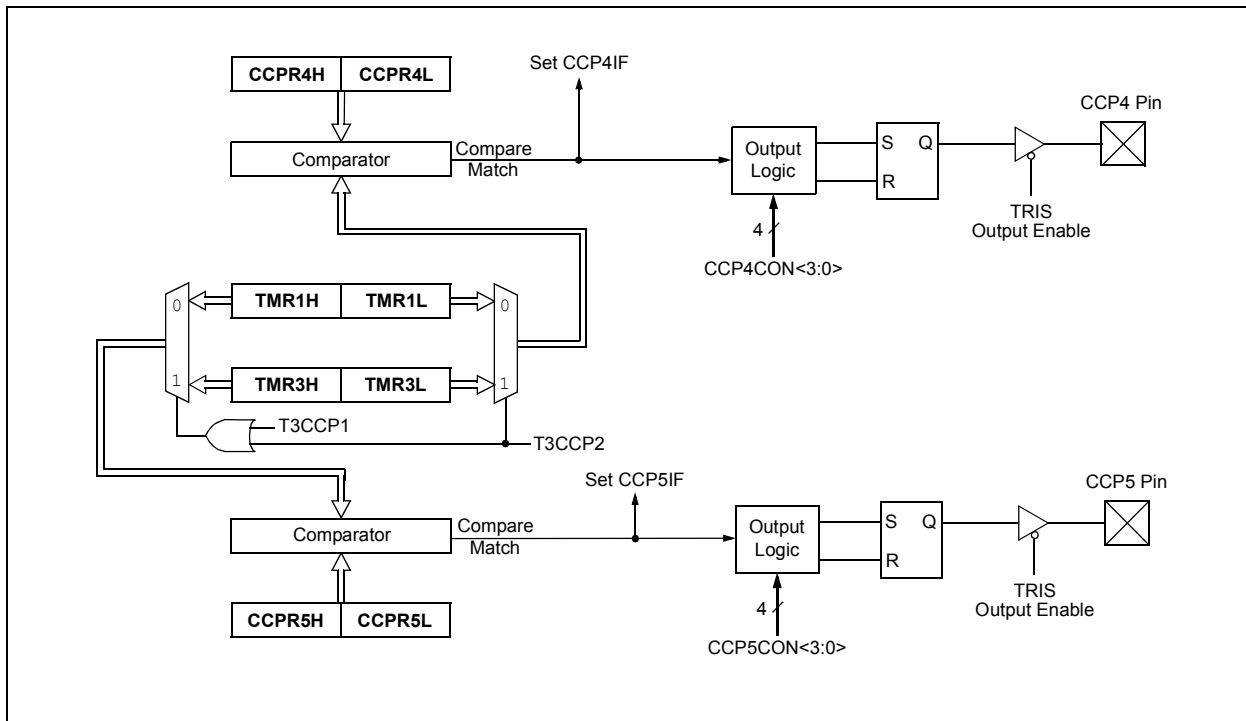 CCPR4H CCPR4L
Set CCP4IF
CCP4 Pin
Comparator
Compare
Match
Output
Logic
S Q
R
TRIS
Output Enable
4
CCP4CON<3:0>
0 TMR1H TMR1L 0
1 TMR3H TMR3L 1
T3CCP1
T3CCP2
Set CCP5IF
CCP5 Pin
Comparator
Compare
Match
Output
Logic
S Q
R
TRIS
Output Enable
4
CCPR5H CCPR5L
CCP5CON<3:0>